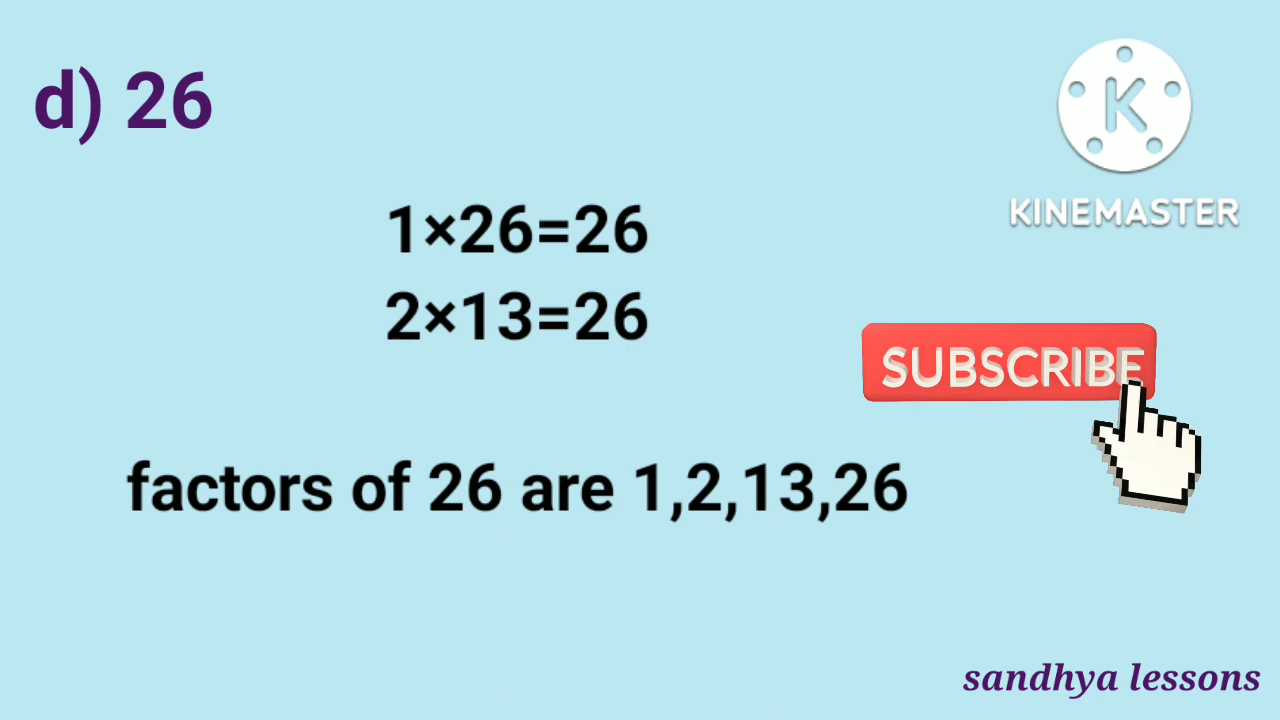 d) 26
1×26=26
2×13=26
factors of 26 are 1,2,13,26
K
KINEMASTER
SUBSCRIBE
sandhya lessons